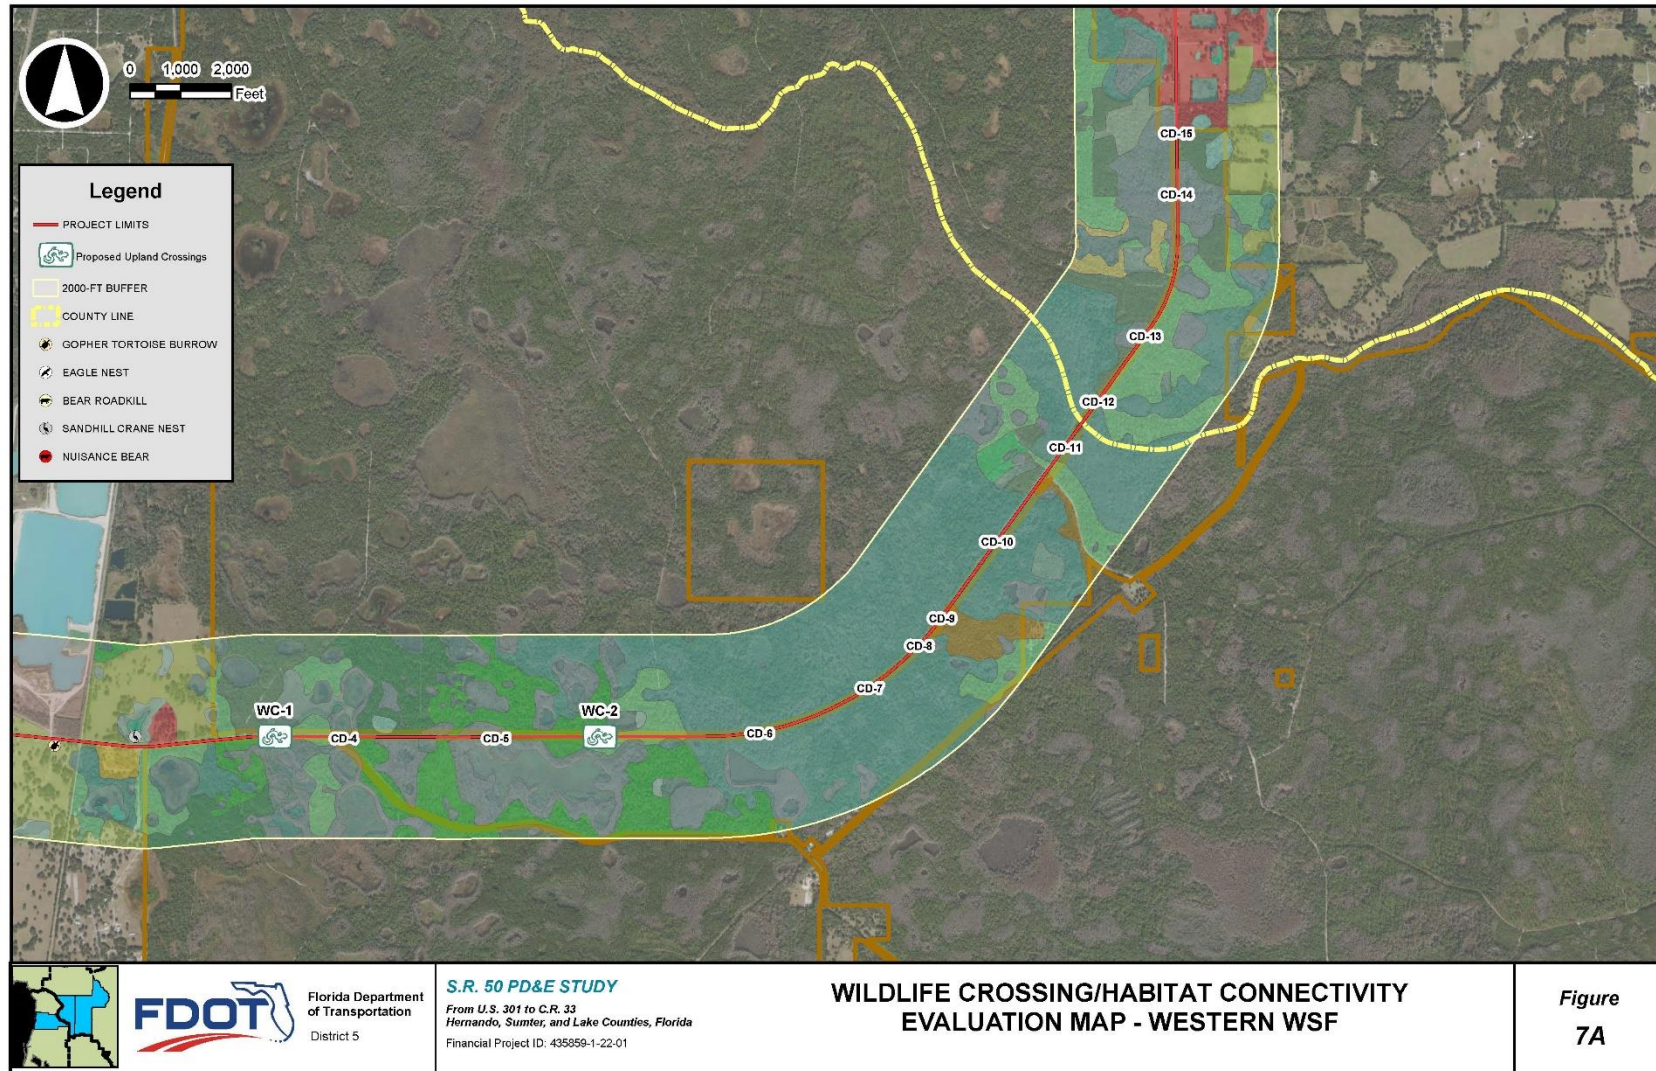 0 1,000 2,000
Feet
Legend
PROJECT LIMITS
Proposed Upland Crossings
2000-FT BUFFER
COUNTY LINE
GOPHER TORTOISE BURROW
EAGLE NEST
BEAR ROADKILL
SANDHILL CRANE NEST
NUISANCE BEAR
CD-15
CD-14
CD-13
CD-12
CD-11
CD-10
CD-9
CD-8
CD-7
WC-1
WC-2
CD-4
CD-5
CD-6
FDOT
Florida Department
of Transportation
District 5
S.R. 50 PD&E STUDY
From U.S. 301 to C.R. 33
Hernando, Sumter, and Lake Counties, Florida
Financial Project ID: 435859-1-22-01
WILDLIFE CROSSING/HABITAT CONNECTIVITY
EVALUATION MAP - WESTERN WSF
Figure
7A